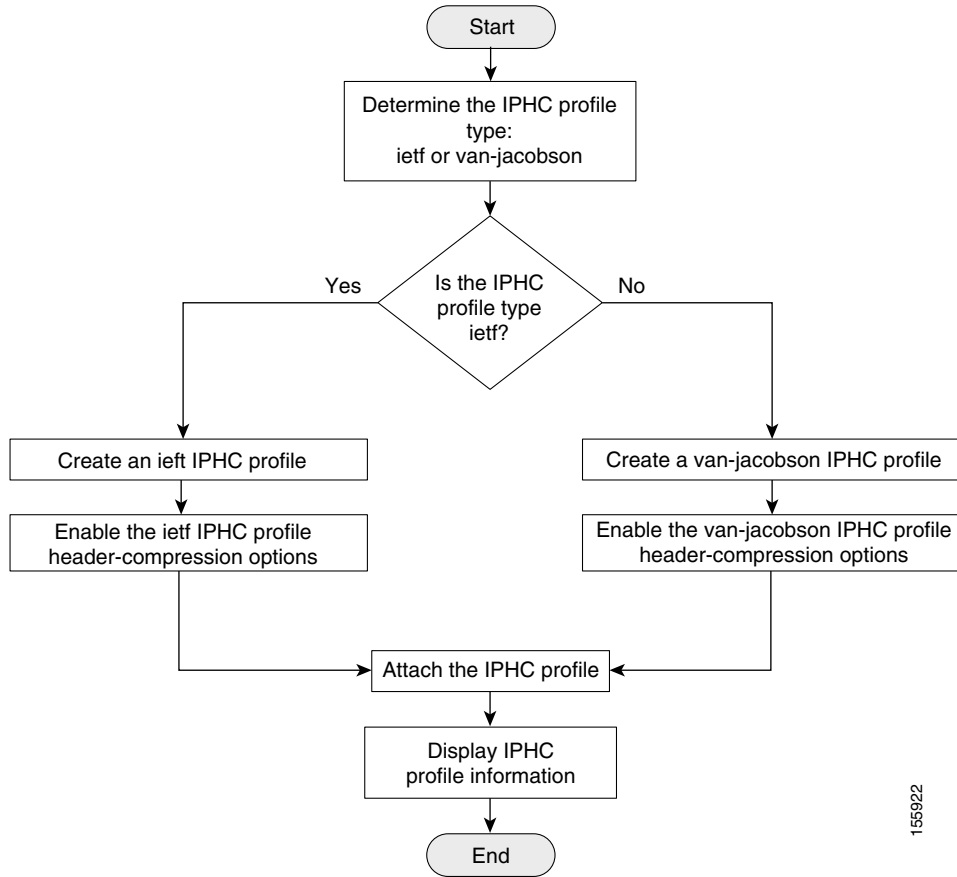 Start
Determine the IPHC profile
type:
ietf or van-jacobson
Is the IPHC
profile type
ietf?
Yes
No
Create an ieft IPHC profile
Create a van-jacobson IPHC profile
Enable the ietf IPHC profile
header-compression options
Enable the van-jacobson IPHC profile
header-compression options
Attach the IPHC profile
Display IPHC
profile information
End
155922